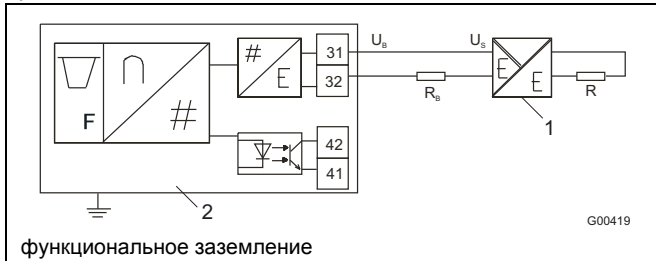 # 31 U_B U_S
F ∩ # E 32 R_B E E R
1
42
41
2
G00419
функциональное заземление